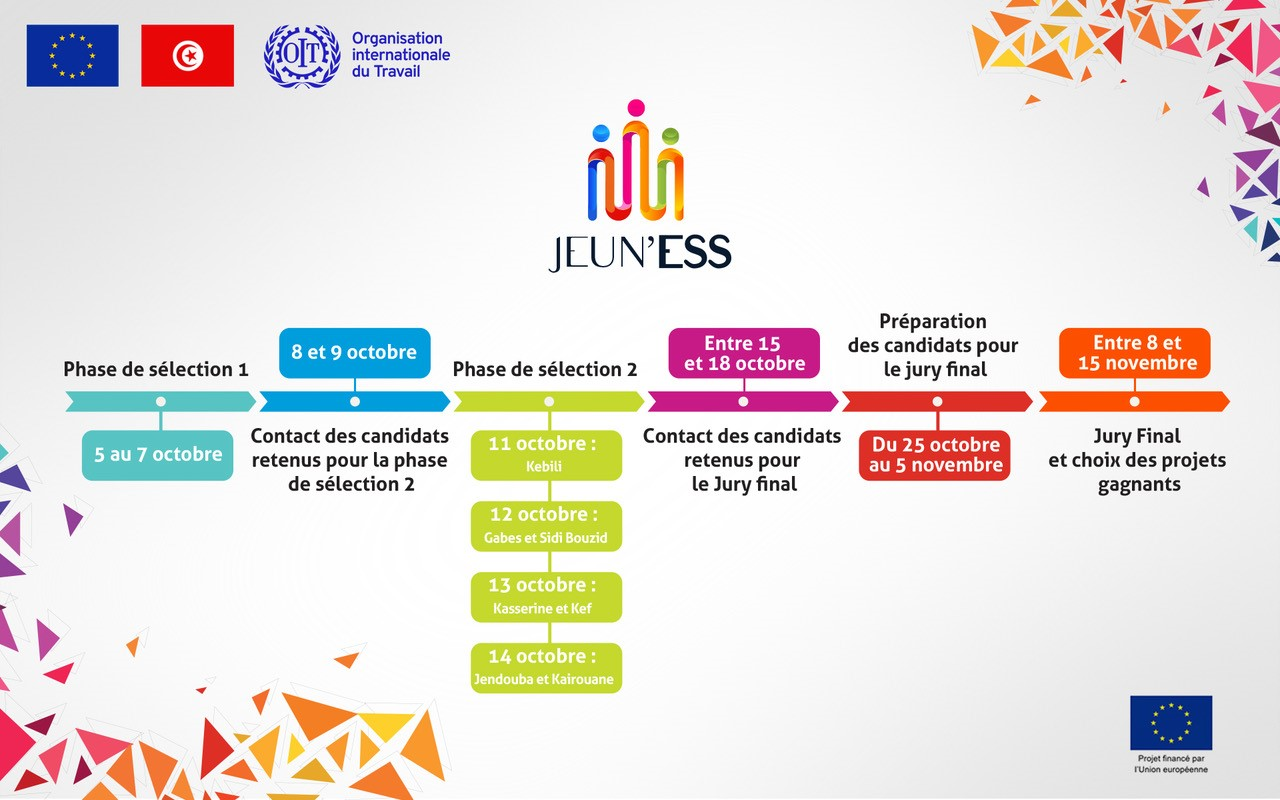 OIT
Organisation
internationale
du Travail
JEUN'ESS
Phase de sélection 1
5 au 7 octobre
8 et 9 octobre
Contact des candidats
retenus pour la phase
de sélection 2
Phase de sélection 2
11 octobre :
Kebili
12 octobre :
Gabes et Sidi Bouzid
13 octobre :
Kasserine et Kef
14 octobre :
Jendouba et Kairouane
Entre 15
et 18 octobre
Contact des candidats
retenus pour
le Jury final
Préparation
des candidats pour
le jury final
Du 25 octobre
au 5 novembre
Entre 8 et
15 novembre
Jury Final
et choix des projets
gagnants
Projet financé par
l'Union européenne